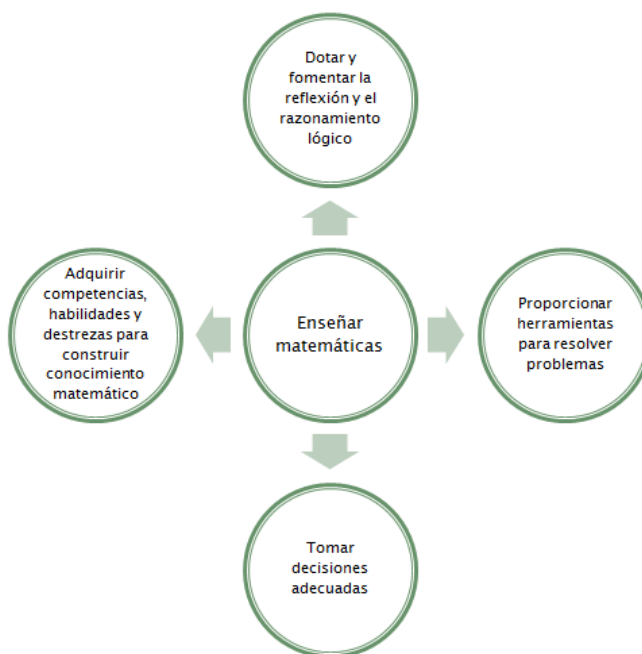 Dotar y
fomentar la
reflexión y el
razonamiento
lógico
Adquirir
competencias,
habilidades y
destrezas para
construir
conocimiento
matemático
Enseñar
matemáticas
Proporcionar
herramientas
para resolver
problemas
Tomar
decisiones
adecuadas